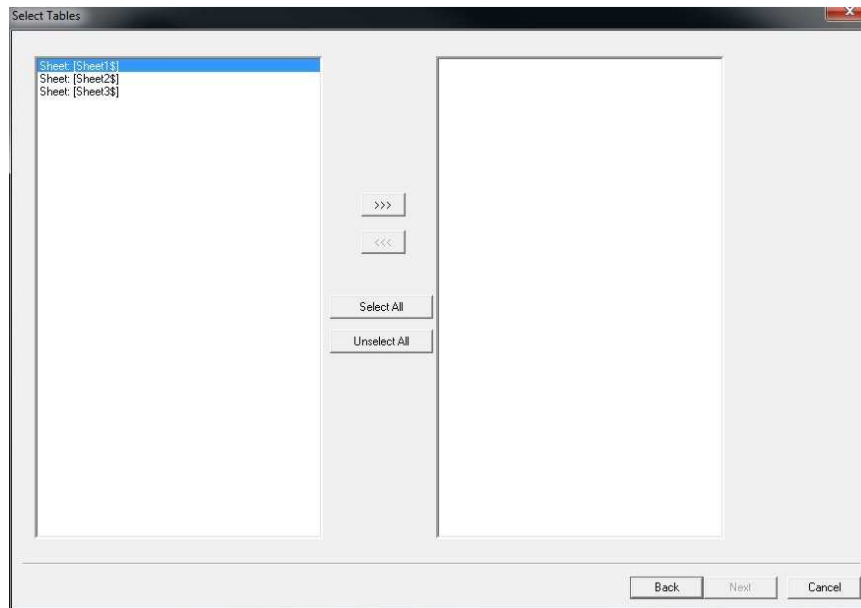 Select Tables
Sheet: [Sheet1$]
Sheet: [Sheet2$]
Sheet: [Sheet3$]
>>>
<<<
Select All
Unselect All
Back
Next
Cancel